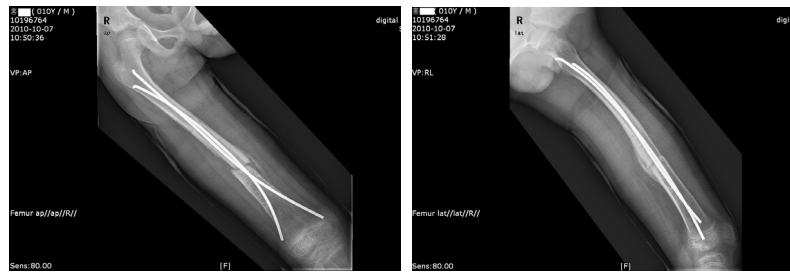 ( 010Y / M )
10196764
2010-10-07
10:50:36
R
digital
VP:AP
Femur ap//ap//R//
Sens:80.00
[F]
( 010Y / M )
10196764
2010-10-07
10:51:28
R
lat
digi
VP:RL
Femur lat//lat//R//
Sens:80.00
[F]